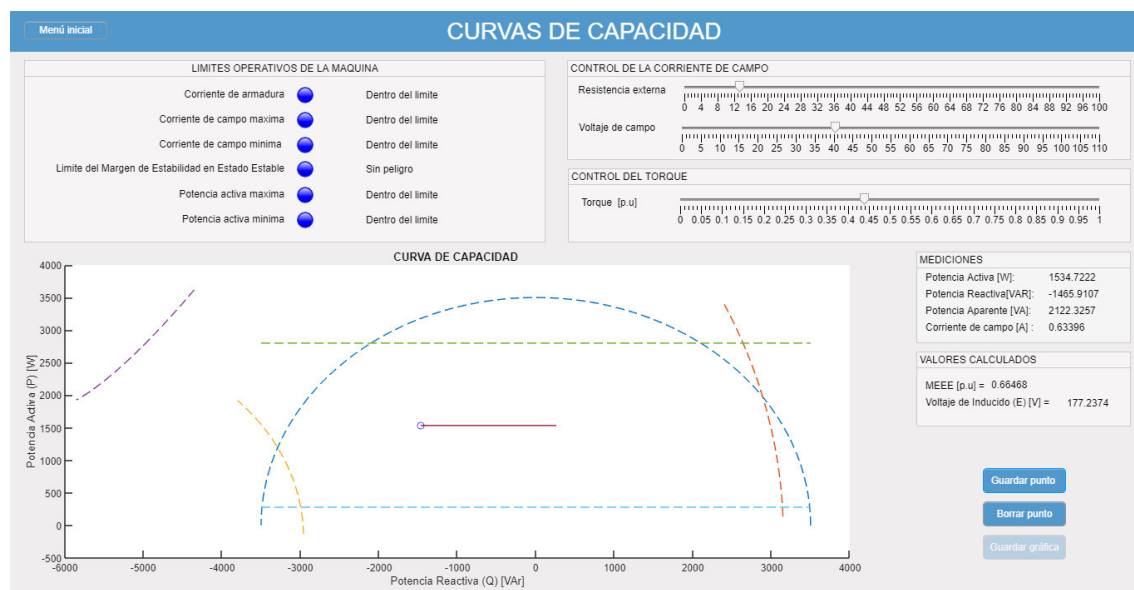 Menú inicial
CURVAS DE CAPACIDAD
LIMITES OPERATIVOS DE LA MAQUINA
Corriente de armadura Dentro del limite
Corriente de campo maxima Dentro del limite
Corriente de campo minima Dentro del limite
Limite del Margen de Estabilidad en Estado Estable Sin peligro
Potencia activa maxima Dentro del limite
Potencia activa minima Dentro del limite
CONTROL DE LA CORRIENTE DE CAMPO
Resistencia externa
0 4 8 12 16 20 24 28 32 36 40 44 48 52 56 60 64 68 72 76 80 84 88 92 96 100
Voltaje de campo
0 5 10 15 20 25 30 35 40 45 50 55 60 65 70 75 80 85 90 95 100 105 110
CONTROL DEL TORQUE
Torque [p.u]
0 0.05 0.1 0.15 0.2 0.25 0.3 0.35 0.4 0.45 0.5 0.55 0.6 0.65 0.7 0.75 0.8 0.85 0.9 0.95 1
CURVA DE CAPACIDAD
4000
3500
3000
2500
2000
1500
1000
500
0
-500
Potencia Activa (P) [W]
-6000 -5000 -4000 -3000 -2000 -1000 0 1000 2000 3000 4000
Potencia Reactiva (Q) [VAr]
MEDICIONES
Potencia Activa [W]: 1534.7222
Potencia Reactiva[VAR]: -1465.9107
Potencia Aparente [VA]: 2122.3257
Corriente de campo [A] : 0.63396
VALORES CALCULADOS
MEEE [p.u] = 0.66468
Voltaje de Inducido (E) [V] = 177.2374
Guardar punto
Borrar punto
Guardar gráfica